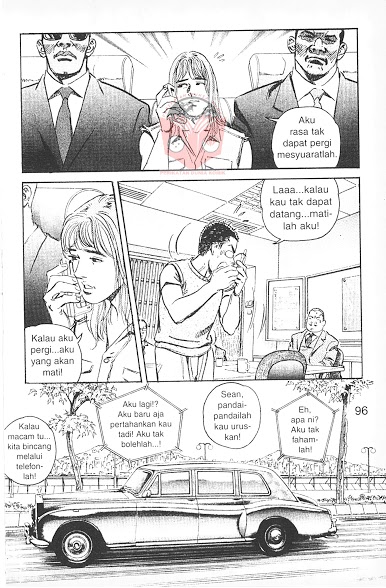 Aku
rasa tak
dapat pergi
mesyuaratlah.
Laaa...kalau
kau tak dapat
datang...mati-
lah aku!
Kalau aku
pergi...aku
yang akan
mati!
96
Kalau
macam tu...
kita bincang
melalui
telefon-
lah!
Aku lagi!?
Aku baru aja
pertahankan kau
tadi! Aku tak
bolehlah...!
Sean,
pandai-
pandailah
kau urus-
kan!
Eh,
apa ni?
Aku tak
faham-
lah!